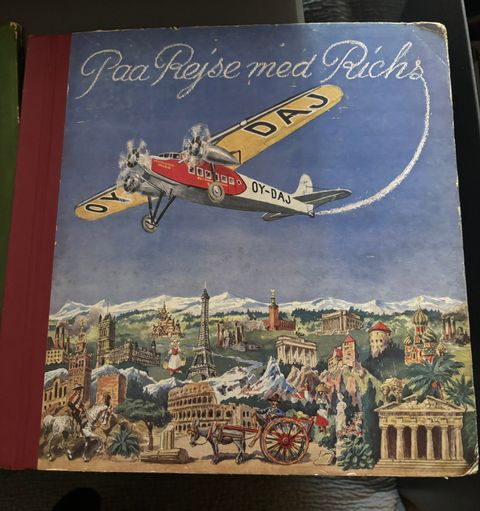 Paa Rejse med Richs
DAJ
OY
OY-DAJ